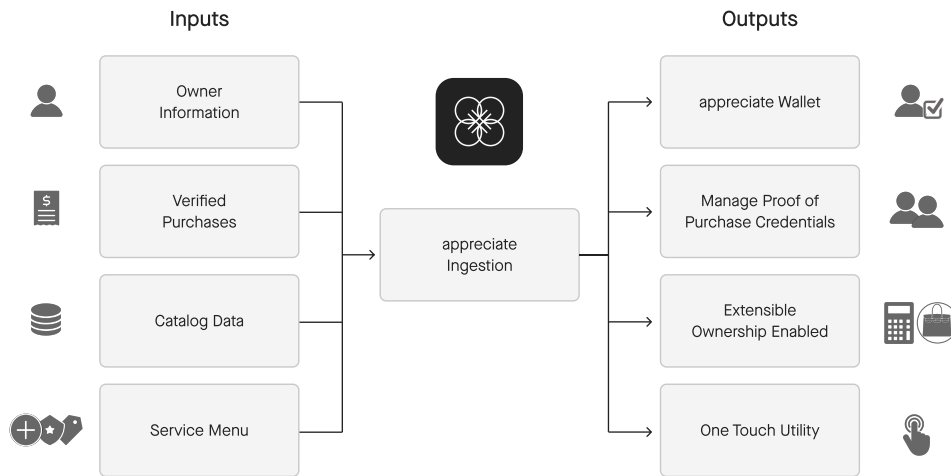 Inputs
Outputs
Owner
Information
Verified
Purchases
Catalog Data
Service Menu
appreciate
Ingestion
appreciate Wallet
Manage Proof of
Purchase Credentials
Extensible
Ownership Enabled
One Touch Utility
$